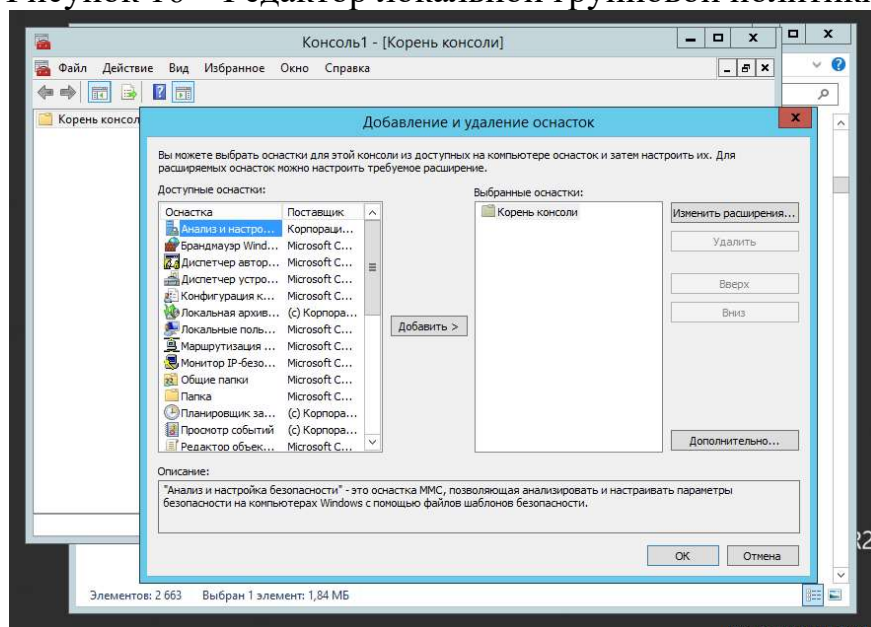 Рисунок 10 – Редактор локальной групповой политики
Консоль1 - [Корень консоли]
Файл Действие Вид Избранное Окно Справка
Корень консол
Добавление и удаление оснасток
Вы можете выбрать оснастки для этой консоли из доступных на компьютере оснасток и затем настроить их. Для
расширяемых оснасток можно настроить требуемое расширение.
Доступные оснастки:
Оснастка Поставщик
Анализ и настро... Корпораци...
Брандмауэр Wind... Microsoft C...
Диспетчер автор... Microsoft C...
Диспетчер устро... Microsoft C...
Конфигурация к... Microsoft C...
Локальная архив... (с) Корпора...
Локальные поль... Microsoft C...
Маршрутизация ... Microsoft C...
Монитор IP-безо... Microsoft C...
Общие папки Microsoft C...
Папка Microsoft C...
Планировщик за... (с) Корпора...
Просмотр событий (с) Корпора...
Редактор объек... Microsoft C...
Добавить >
Выбранные оснастки:
Корень консоли
Изменить расширения...
Удалить
Вверх
Вниз
Дополнительно...
Описание:
"Анализ и настройка безопасности" - это оснастка MMC, позволяющая анализировать и настраивать параметры
безопасности на компьютерах Windows с помощью файлов шаблонов безопасности.
ОК Отмена
R2
Элементов: 2 663 Выбран 1 элемент: 1,84 МБ